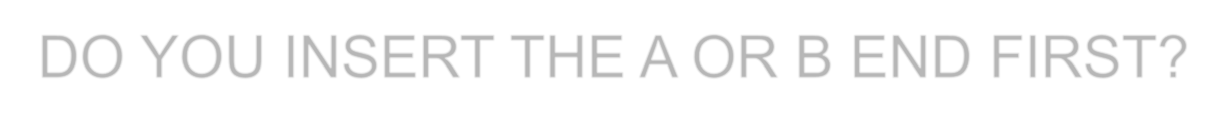 DO YOU INSERT THE A OR B END FIRST?